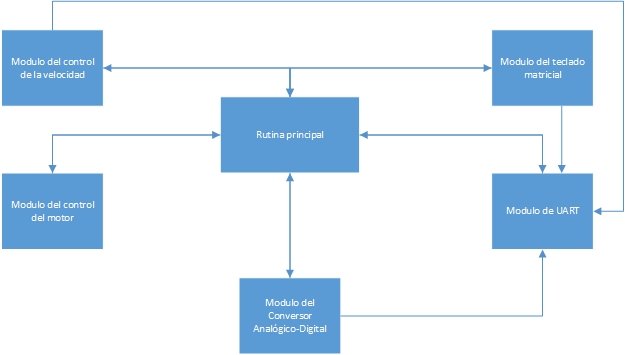 Modulo del control
de la velocidad
Modulo del teclado
matricial
Rutina principal
Modulo del control
del motor
Modulo de UART
Modulo del
Conversor
Analógico-Digital